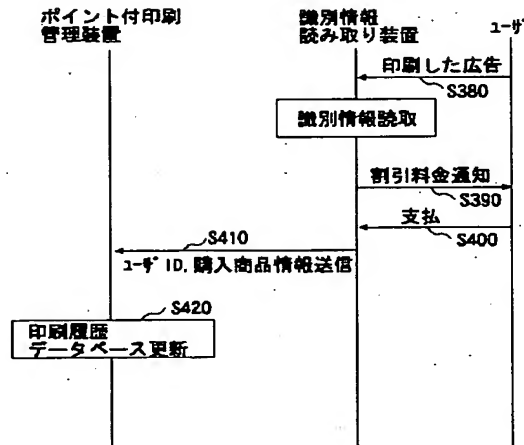 ポイント付印刷
管理装置
識別情報
読み取り装置
ユーザ
印刷した広告
S380
識別情報読取
割引料金通知
S390
支払
S400
S410
ユーザID,購入商品情報送信
S420
印刷履歴
データベース更新